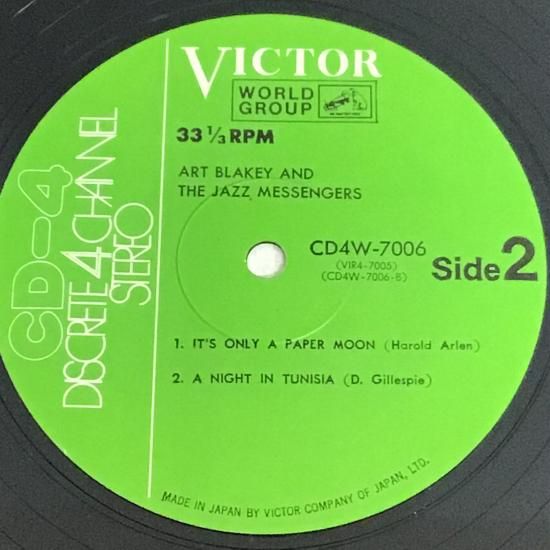 VICTOR
WORLD
GROUP
33 1/3 RPM
ART BLAKEY AND
THE JAZZ MESSENGERS
CD-4
DISCRETE 4 CHANNEL
STEREO
CD4W-7006
(VIR4-7005)
(CD4W-7006-B)
Side 2
1. IT'S ONLY A PAPER MOON (Harold Arlen)
2. A NIGHT IN TUNISIA (D. Gillespie)
MADE IN JAPAN BY VICTOR COMPANY OF JAPAN, LTD.